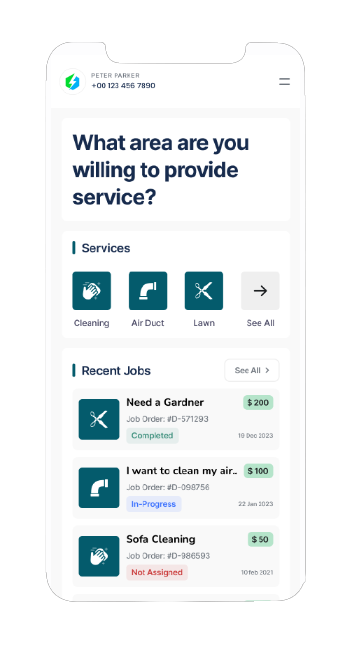 PETER PARKER
+00 123 456 7890
What area are you
willing to provide
service?
Services
Cleaning
Air Duct
Lawn
See All
Recent Jobs
See All
Need a Gardner
$ 200
Job Order: #D-571293
Completed
19 Dec 2023
I want to clean my air..
$ 100
Job Order: #D-098756
In-Progress
22 Jan 2023
Sofa Cleaning
$ 50
Job Order: #D-986593
Not Assigned
10 feb 2021